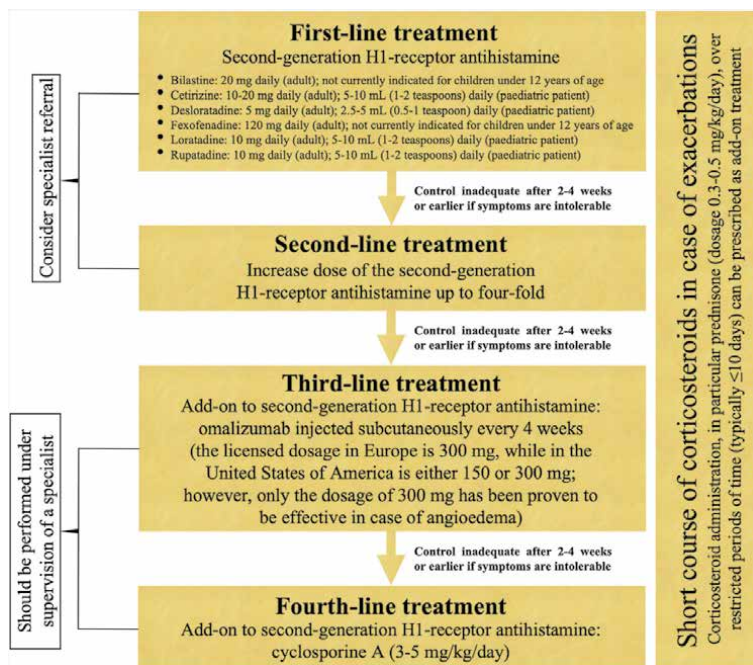 First-line treatment
Second-generation H1-receptor antihistamine
• Bilastine: 20 mg daily (adult); not currently indicated for children under 12 years of age
• Cetirizine: 10-20 mg daily (adult); 5-10 mL (1-2 teaspoons) daily (paediatric patient)
• Desloratadine: 5 mg daily (adult); 2.5-5 mL (0.5-1 teaspoon) daily (paediatric patient)
• Fexofenadine: 120 mg daily (adult); not currently indicated for children under 12 years of age
• Loratadine: 10 mg daily (adult); 5-10 mL (1-2 teaspoons) daily (paediatric patient)
• Rupatadine: 10 mg daily (adult); 5-10 mL (1-2 teaspoons) daily (paediatric patient)
Consider specialist referral
Control inadequate after 2-4 weeks
or earlier if symptoms are intolerable
Second-line treatment
Increase dose of the second-generation
H1-receptor antihistamine up to four-fold
Control inadequate after 2-4 weeks
or earlier if symptoms are intolerable
Third-line treatment
Add-on to second-generation H1-receptor antihistamine:
omalizumab injected subcutaneously every 4 weeks
(the licensed dosage in Europe is 300 mg, while in the
United States of America is either 150 or 300 mg;
however, only the dosage of 300 mg has been proven to
be effective in case of angioedema)
Should be performed under
supervision of a specialist
Control inadequate after 2-4 weeks
or earlier if symptoms are intolerable
Fourth-line treatment
Add-on to second-generation H1-receptor antihistamine:
cyclosporine A (3-5 mg/kg/day)
Short course of corticosteroids in case of exacerbations
Corticosteroid administration, in particular prednisone (dosage 0.3-0.5 mg/kg/day), over
restricted periods of time (typically ≤10 days) can be prescribed as add-on treatment